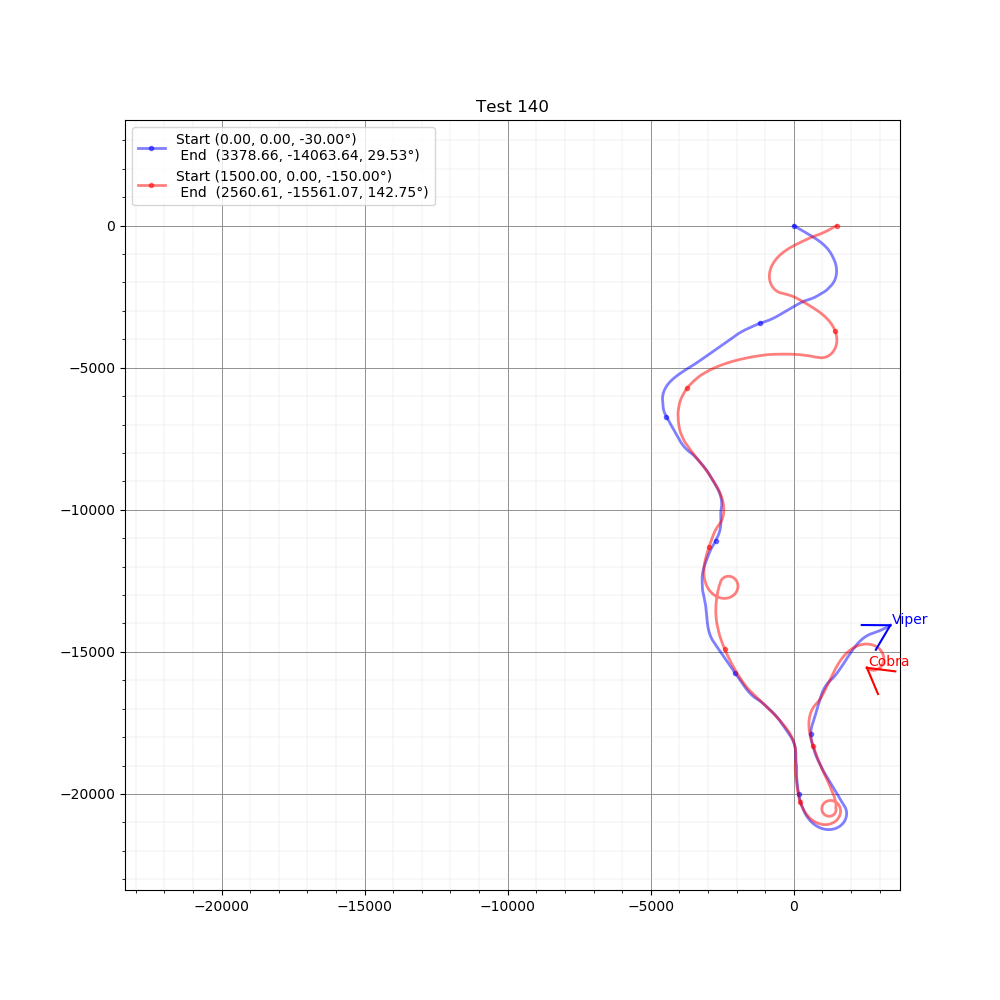 Test 140
Start (0.00, 0.00, -30.00°)
End (3378.66, -14063.64, 29.53°)
Start (1500.00, 0.00, -150.00°)
End (2560.61, -15561.07, 142.75°)
0
−5000
−10000
−15000
−20000
Viper
Cobra
−20000
−15000
−10000
−5000
0